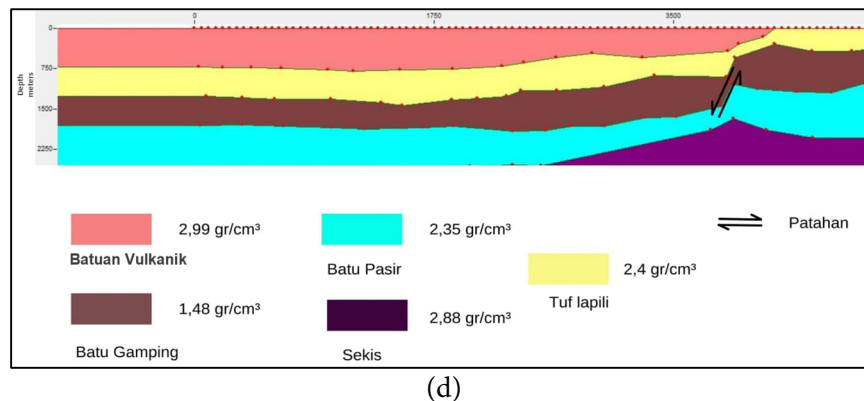 0 1750 3500
0
750
1500
2250
Depth
meters
2,99 gr/cm³
Batuan Vulkanik
2,35 gr/cm³
Batu Pasir
Patahan
2,4 gr/cm³
Tuf lapili
1,48 gr/cm³
Batu Gamping
2,88 gr/cm³
Sekis
(d)